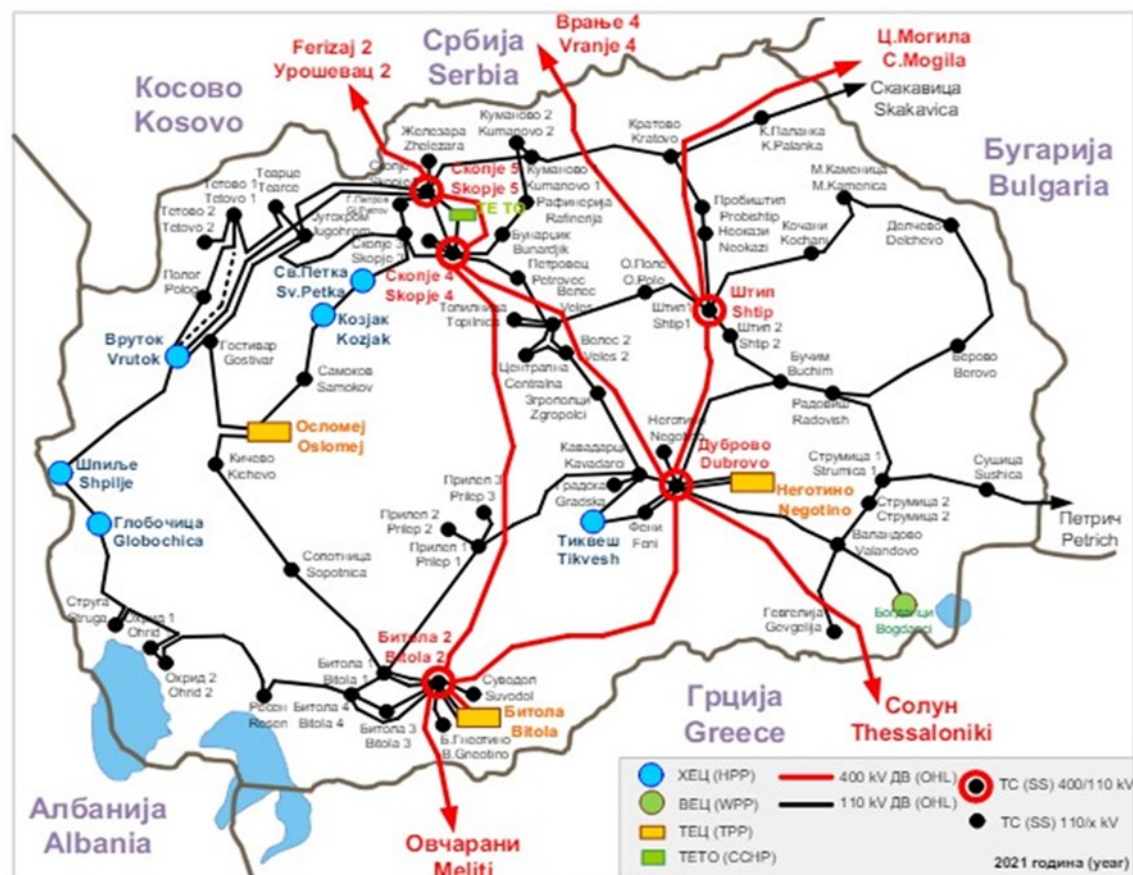 Врање 4
Vranje 4
Ц.Могила
C.Mogila
Ferizaj 2
Урошевац 2
Србија
Serbia
Скакавица
Skakavica
Косово
Kosovo
Куманово 2
Kumanovo 2
Железара
Zhelezara
Кратово
Kratovo
К.Паланка
K.Palanka
Бугарија
Bulgaria
Скопје 5
Skopje 5
Куманово
Kumanovo 1
Рафинерија
Rafinerija
М.Каменица
M.Kamenica
Теарце
Tearce
Тетово 1
Tetovo 1
Тетово 2
Tetovo 2
Југохром
Jugohrom
ТЕ ТО
Пробиштип
Probishtip
Неокази
Neokazi
Кочани
Kochani
Делчево
Delchevo
Бунарџик
Bunardjik
Скопје 3
Skopje 3
Полог
Polog
Св.Петка
Sv.Petka
Скопје 4
Skopje 4
Петровец
Petrovec
О.Поле
O.Pole
Велес
Veles
Штип
Shtip
Штип1
Shtip1
Топилница
Topilnica
Козјак
Kozjak
Вруток
Vrutok
Гостивар
Gostivar
Штип 2
Shtip 2
Велес 2
Veles 2
Бучим
Buchim
Берово
Berovo
Самоков
Samokov
Централна
Centralna
Згрополци
Zgropolci
Радовиш
Radovish
Осломеј
Oslomej
Неготино
Negotino
Дуброво
Dubrovo
Кавадарци
Kavadarci
Струмица 1
Strumica 1
Сушица
Sushica
Шпиље
Shpilje
Кичево
Kichevo
Прилеп 3
Prilep 3
Градска
Gradska
Неготино
Negotino
Прилеп 2
Prilep 2
Струмица 2
Струмица 2
Петрич
Petrich
Глобочица
Globochica
Тиквеш
Tikvesh
Фени
Feni
Прилеп 1
Prilep 1
Валандово
Valandovo
Сопотница
Sopotnica
Струга
Struga
Охрид 1
Ohrid 1
Гевгелија
Gevgelija
Богданци
Bogdanci
Битола 2
Bitola 2
Битола 1
Bitola 1
Охрид 2
Ohrid 2
Суводол
Suvodol
Ресен
Resen
Битола 4
Bitola 4
Битола 3
Bitola 3
Битола
Bitola
Б.Гнеотино
B.Gneotino
Грција
Greece
Солун
Thessaloniki
Албанија
Albania
Овчарани
Meliti
ХЕЦ (HPP)
400 kV ДВ (OHL)
ТС (SS) 400/110 kV
ВЕЦ (WPP)
110 kV ДВ (OHL)
ТЕЦ (TPP)
ТС (SS) 110/x kV
ТЕТО (CCHP)
2021 година (year)